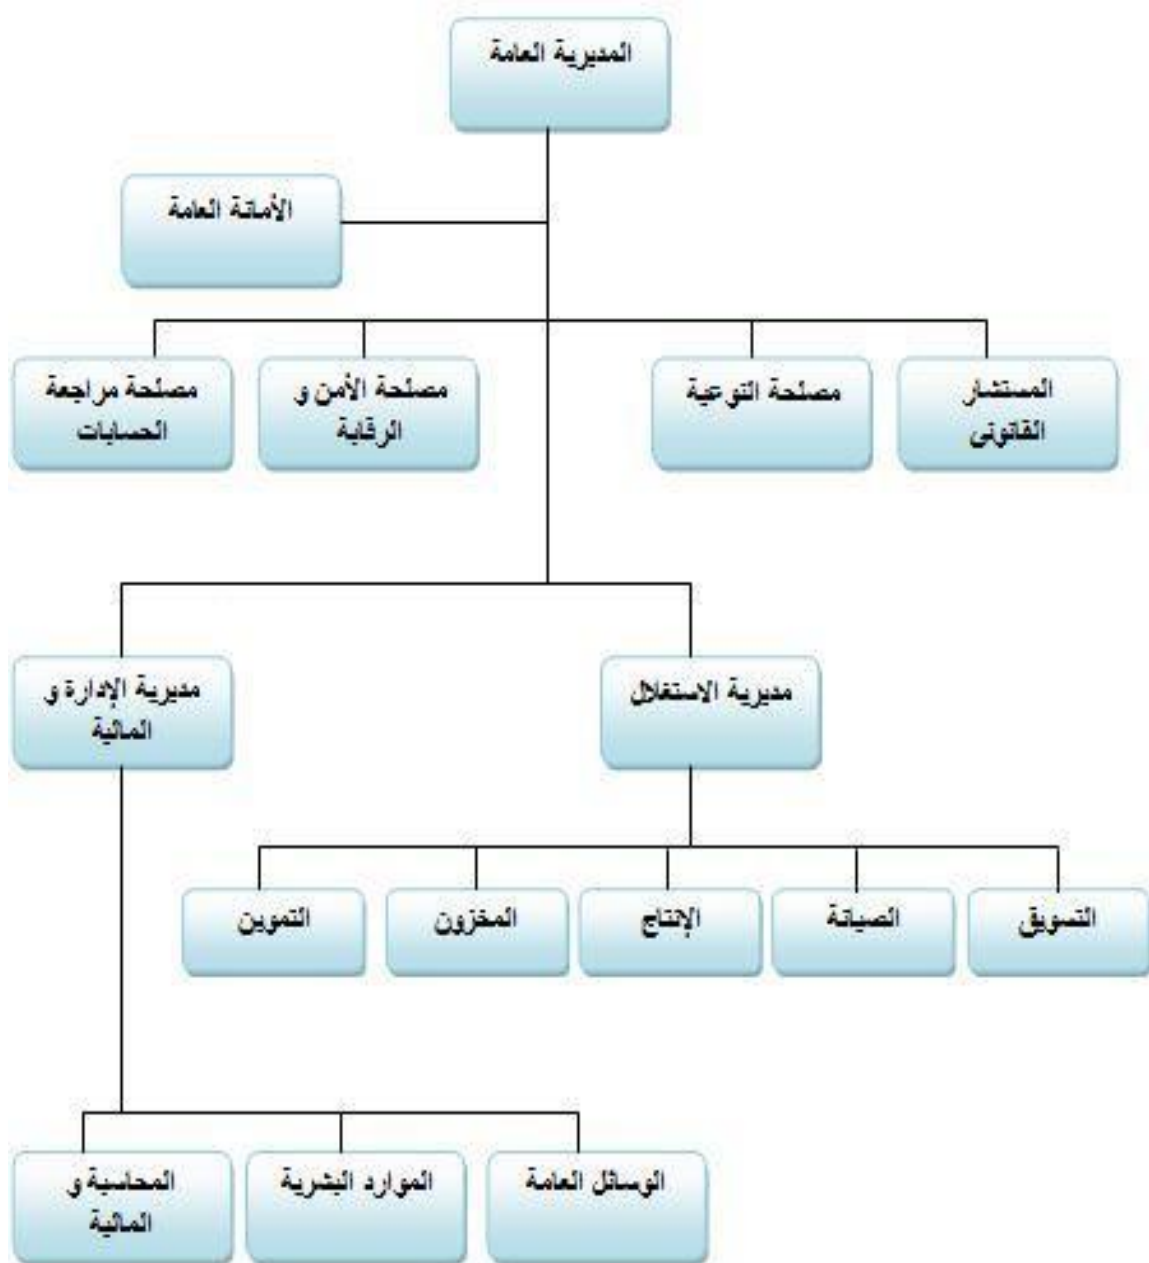 المديرية العامة
الأمانة العامة
المستشار
القانوني
مصلحة النوعية
مصلحة الأمن و
الرقابة
مصلحة مراجعة
الحسابات
مديرية الاستغلال
مديرية الإدارة و
المالية
التسويق
الصيانة
الإنتاج
المخزون
التموين
الوسائل العامة
الموارد البشرية
المحاسبة و
المالية